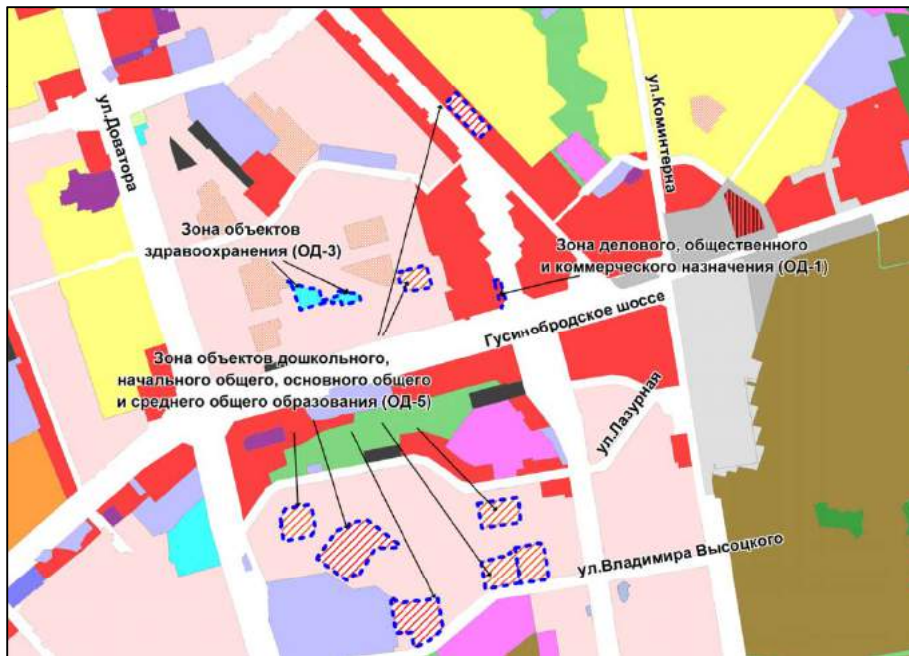 ул.Доватора
ул.Коминтерна
Зона объектов
здравоохранения (ОД-3)
Зона делового, общественного
и коммерческого назначения (ОД-1)
Гусинобродское шоссе
Зона объектов дошкольного,
начального общего, основного общего
и среднего общего образования (ОД-5)
ул.Лазурная
ул.Владимира Высоцкого